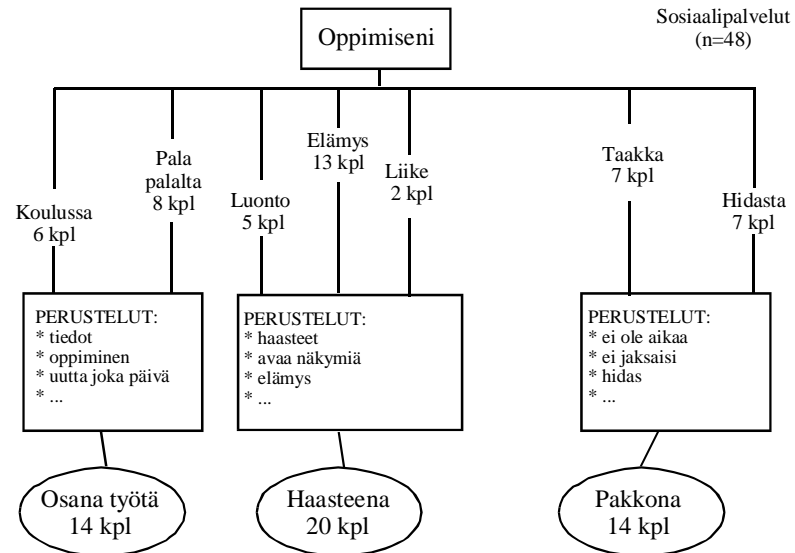 Oppimiseni
Sosiaalipalvelut
(n=48)
Koulussa
6 kpl
Pala
palalta
8 kpl
Luonto
5 kpl
Elämys
13 kpl
Liike
2 kpl
Taakka
7 kpl
Hidasta
7 kpl
PERUSTELUT:
* tiedot
* oppiminen
* uutta joka päivä
* ...
PERUSTELUT:
* haasteet
* avaa näkymiä
* elämys
* ...
PERUSTELUT:
* ei ole aikaa
* ei jaksaisi
* hidas
* ...
Osana työtä
14 kpl
Haasteena
20 kpl
Pakkona
14 kpl